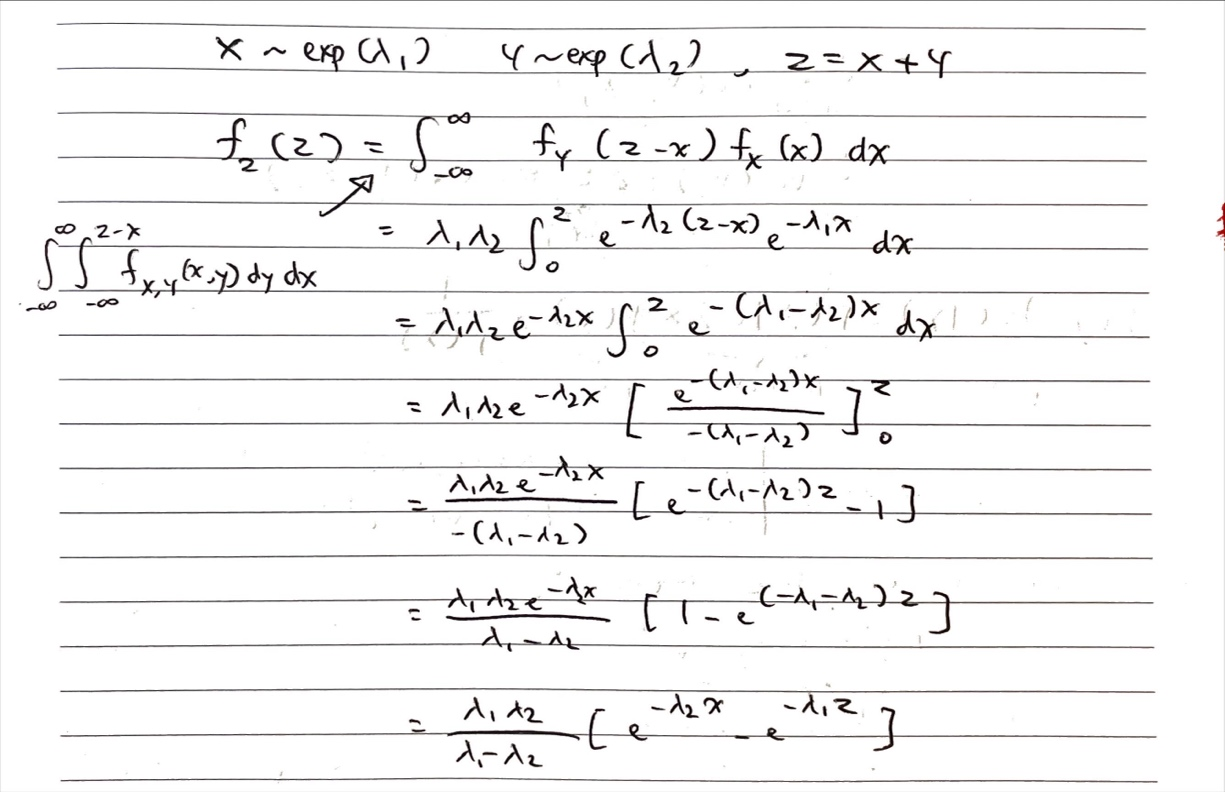 x ~ exp(λ₁) y ~ exp(λ₂), z = x + y
f_z(z) = ∫_{-∞}^{∞} f_y(z-x) f_x(x) dx
∫_{-∞}^{∞} ∫_{-∞}^{z-x} f_{x,y}(x,y) dy dx
= λ₁λ₂ ∫_0^z e^{-λ₂(z-x)} e^{-λ₁x} dx
= λ₁λ₂ e^{-λ₂x} ∫_0^z e^{-(λ₁-λ₂)x} dx
= λ₁λ₂ e^{-λ₂x} [ e^{-(λ₁-λ₂)x} / -(λ₁-λ₂) ]_0^z
= λ₁λ₂ e^{-λ₂x} / -(λ₁-λ₂) [ e^{-(λ₁-λ₂)z} - 1 ]
= λ₁λ₂ e^{-λ₂x} / λ₁-λ₂ [ 1 - e^{(-λ₁-λ₂)z} ]
= λ₁λ₂ / λ₁-λ₂ [ e^{-λ₂x} - e^{-λ₁z} ]